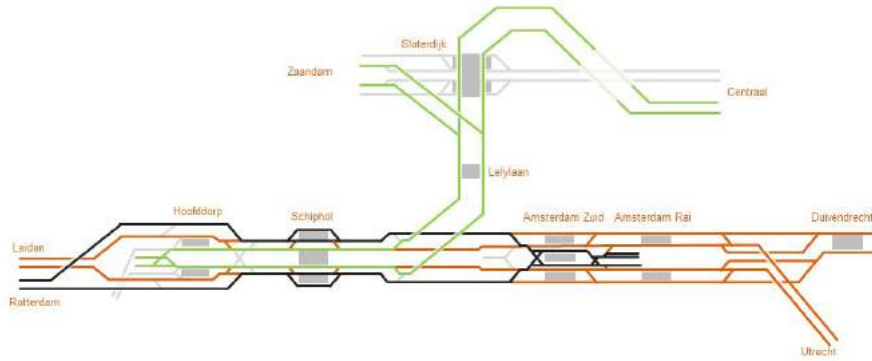 Sloterdijk
Zaandam
Centraal
Lelylaan
Hoofddorp
Schiphol
Amsterdam Zuid
Amsterdam Rai
Duivendrecht
Leiden
Rotterdam
Utrecht